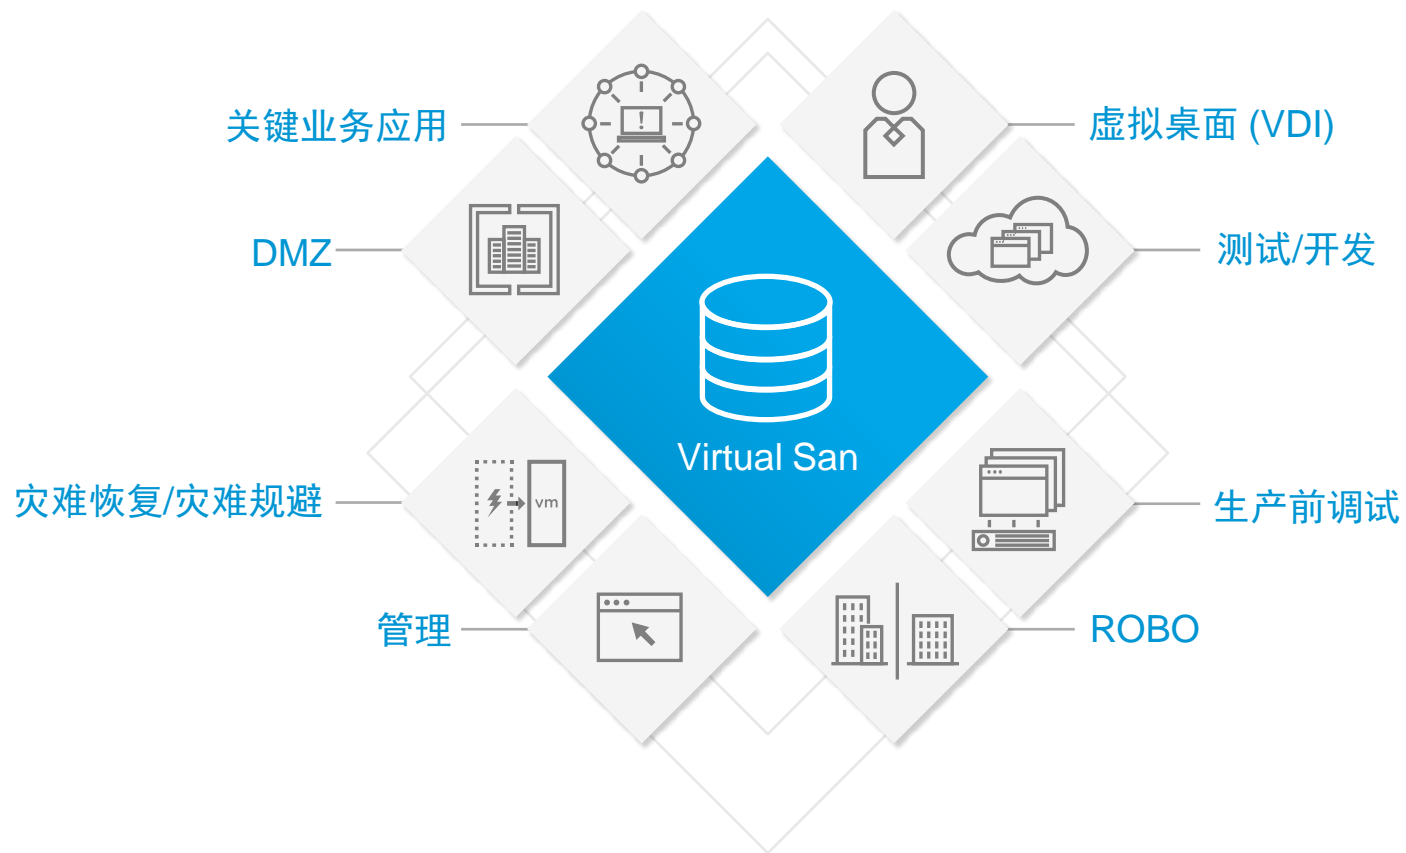 关键业务应用
虚拟桌面 (VDI)
DMZ
测试/开发
Virtual San
vm
灾难恢复/灾难规避
生产前调试
管理
ROBO